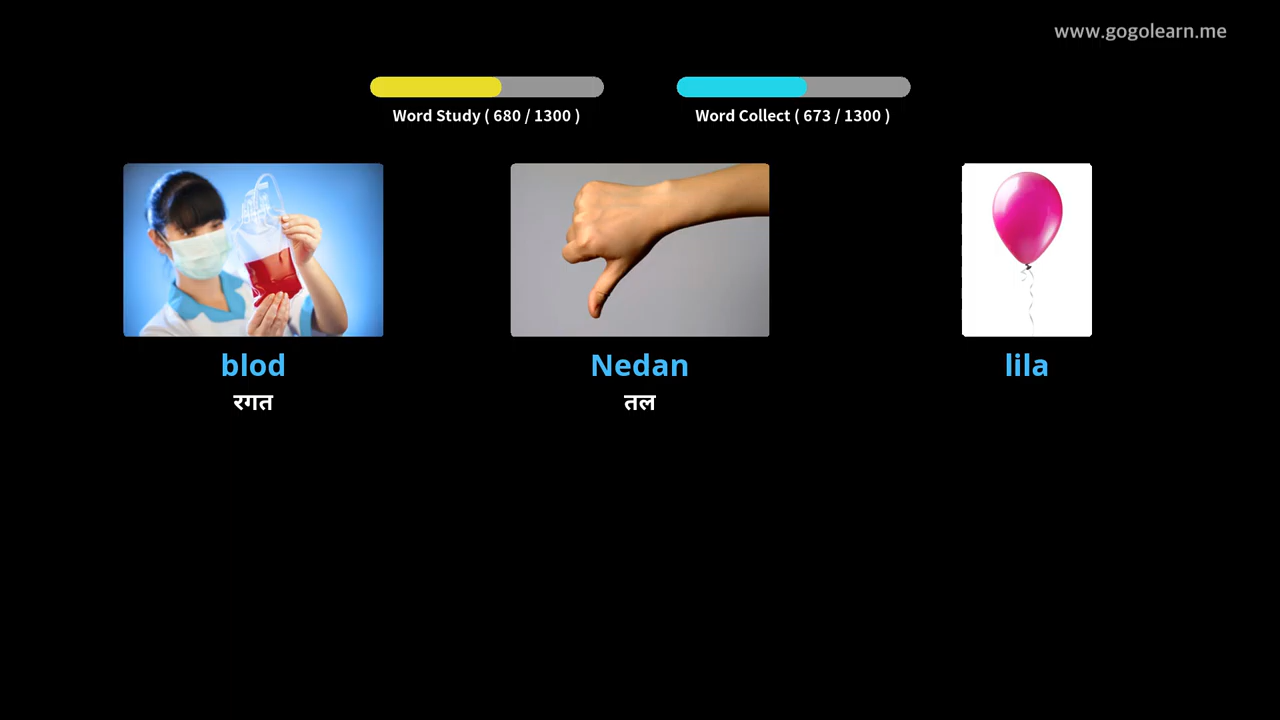 www.gogolearn.me
Word Study ( 680 / 1300 )
Word Collect ( 673 / 1300 )
blod
Nedan
lila
रगत
तल